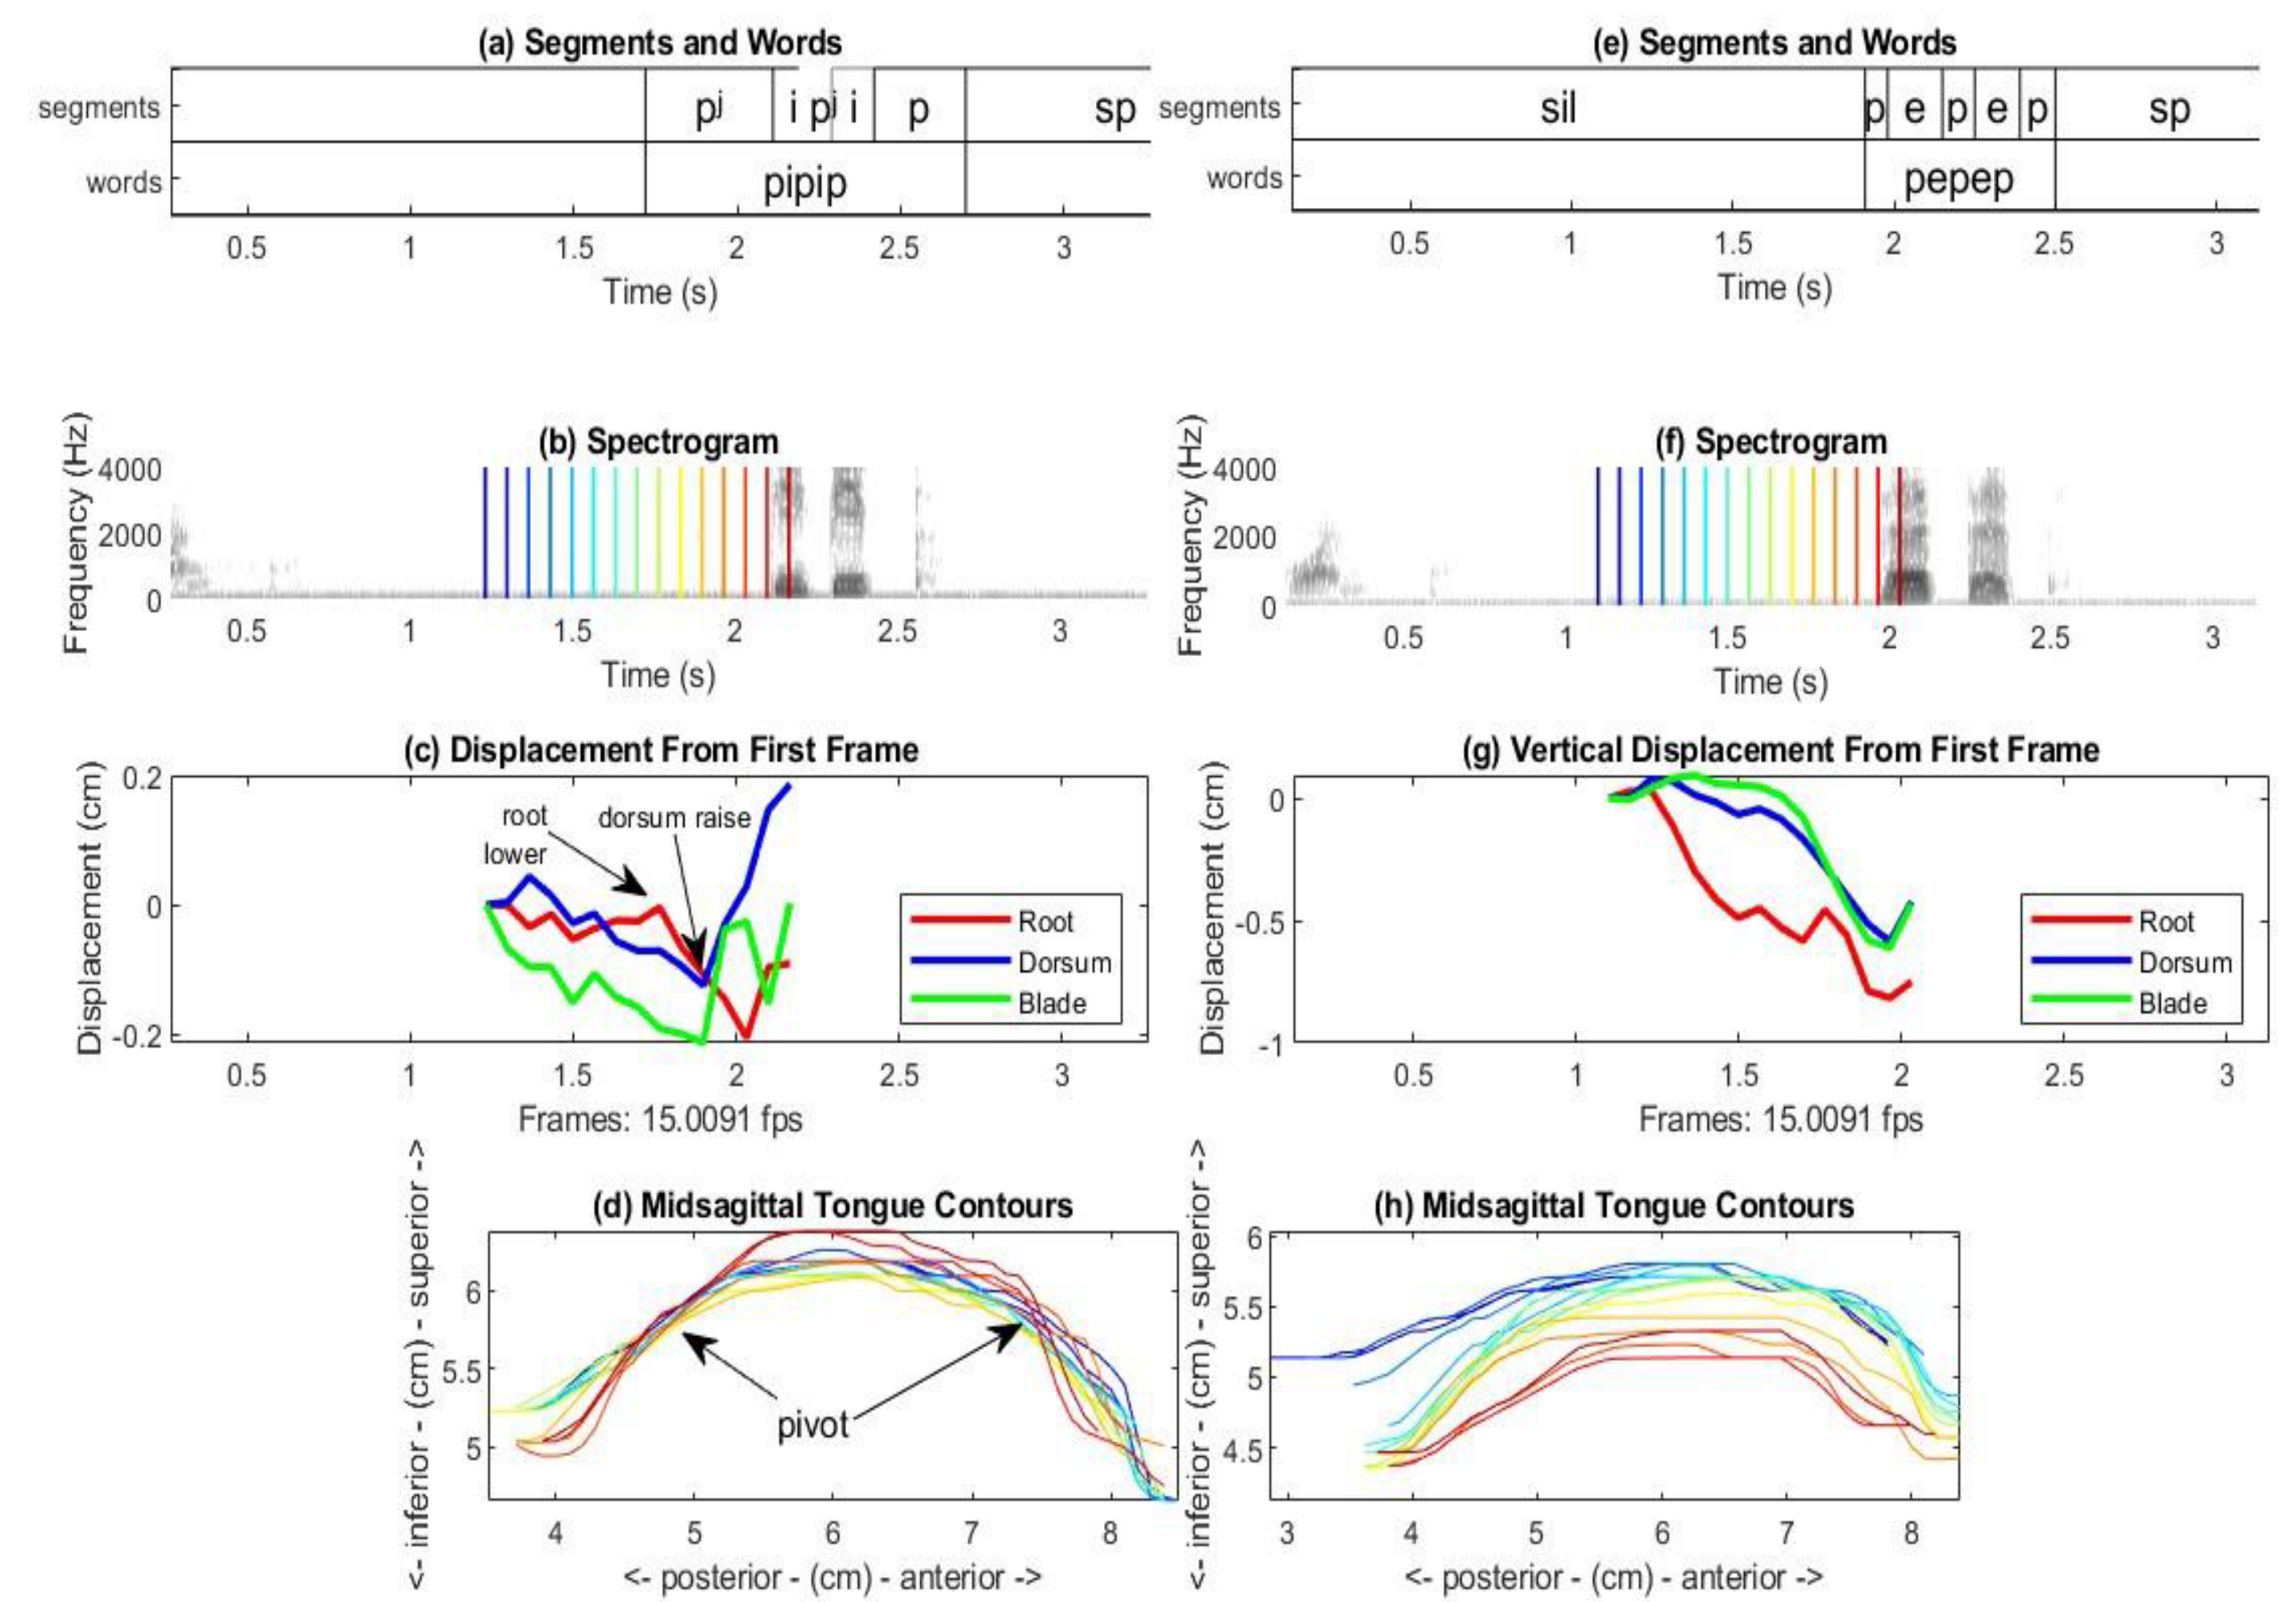 (a) Segments and Words
segments
pʲ
i
pʲ
i
p
sp
words
pipip
0.5 1 1.5 2 2.5 3
Time (s)
(e) Segments and Words
segments
sil
p
e
p
e
p
sp
words
pepep
0.5 1 1.5 2 2.5 3
Time (s)
(b) Spectrogram
Frequency (Hz)
4000
2000
0
0.5 1 1.5 2 2.5 3
Time (s)
(f) Spectrogram
Frequency (Hz)
4000
2000
0
0.5 1 1.5 2 2.5 3
Time (s)
(c) Displacement From First Frame
Displacement (cm)
0.2
0
-0.2
root
lower
dorsum raise
Root
Dorsum
Blade
0.5 1 1.5 2 2.5 3
Frames: 15.0091 fps
(g) Vertical Displacement From First Frame
Displacement (cm)
0
-0.5
-1
Root
Dorsum
Blade
0.5 1 1.5 2 2.5 3
Frames: 15.0091 fps
(d) Midsagittal Tongue Contours
<- inferior - (cm) - superior ->
6
5.5
5
pivot
4 5 6 7 8
<- posterior - (cm) - anterior ->
(h) Midsagittal Tongue Contours
<- inferior - (cm) - superior ->
6
5.5
5
4.5
3 4 5 6 7 8
<- posterior - (cm) - anterior ->